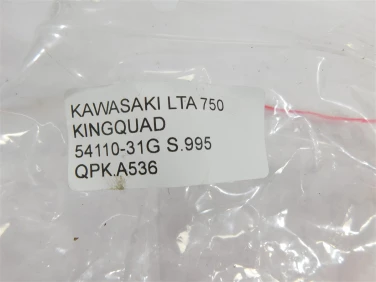 KAWASAKI LTA 750
KINGQUAD
54110-31G S.995
QPK.A536